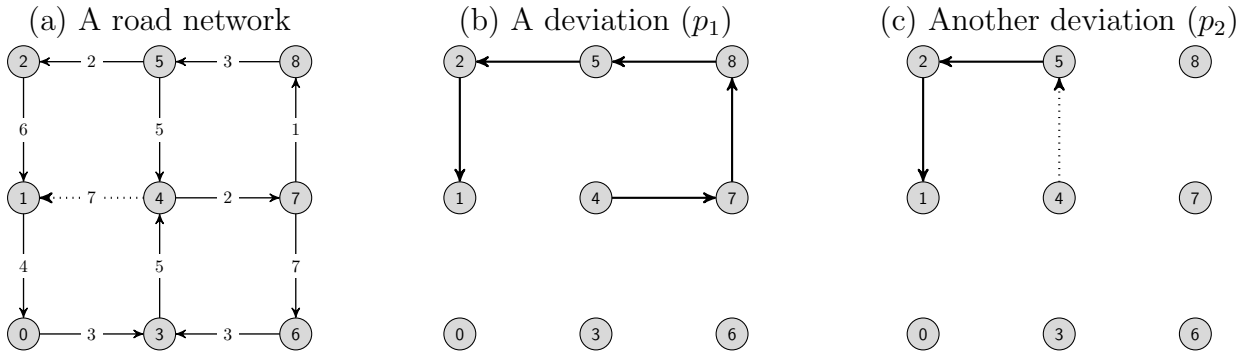 (a) A road network
(b) A deviation (p₁)
(c) Another deviation (p₂)
2 2 5 3 8
6 5 1
1 7 4 2 7
4 5 7
0 3 3 3 6
2 5 8
1 4 7
0 3 6
2 5 8
1 4 7
0 3 6